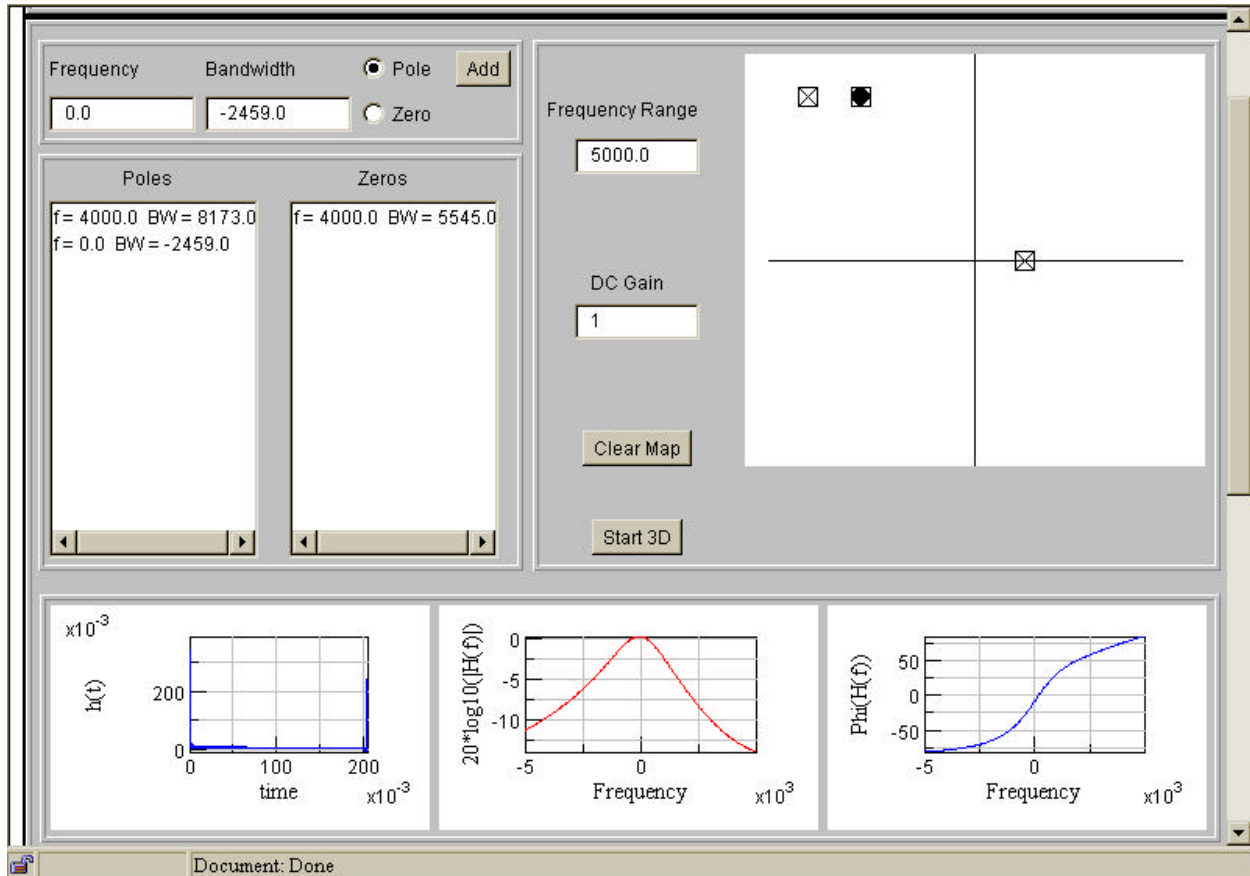 Frequency Bandwidth Pole Add
0.0 -2459.0 Zero
Poles Zeros
f= 4000.0 BW= 8173.0 f= 4000.0 BW= 5545.0
f= 0.0 BW= -2459.0
Frequency Range
5000.0
DC Gain
1
Clear Map
Start 3D
x10-3
h(t)
200
0
0 100 200
time x10-3
20*log10(|H(f)|)
0
-5
-10
-5 0
Frequency x103
Phi(H(f))
50
0
-50
-5 0
Frequency x103
Document: Done